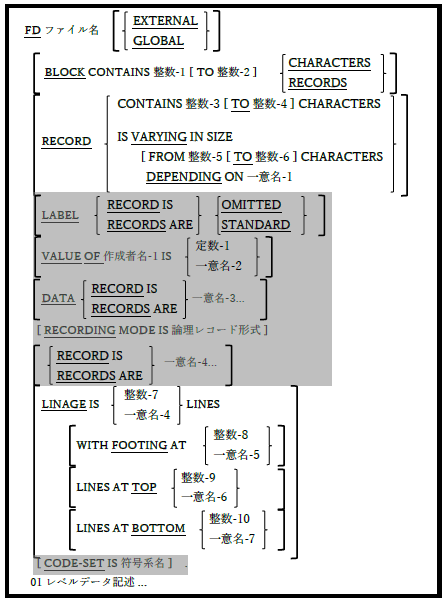 FD ファイル名 [ { EXTERNAL
GLOBAL } ]
[ BLOCK CONTAINS 整数-1 [ TO 整数-2 ] { CHARACTERS
RECORDS } ]
[ RECORD { CONTAINS 整数-3 [ TO 整数-4 ] CHARACTERS
IS VARYING IN SIZE
[ FROM 整数-5 [ TO 整数-6 ] CHARACTERS
DEPENDING ON 一意名-1 } ]
[ LABEL { RECORD IS
RECORDS ARE } { OMITTED
STANDARD } ]
[ VALUE OF 作成者名-1 IS { 定数-1
一意名-2 } ]
[ DATA { RECORD IS
RECORDS ARE } 一意名-3...
[ RECORDING MODE IS 論理レコード形式 ]
[ { RECORD IS
RECORDS ARE } 一意名-4... ]
[ LINAGE IS { 整数-7
一意名-4 } LINES
[ WITH FOOTING AT { 整数-8
一意名-5 } ]
[ LINES AT TOP { 整数-9
一意名-6 } ]
[ LINES AT BOTTOM { 整数-10
一意名-7 } ] ]
[ CODE-SET IS 符号系名 ] .
01 レベルデータ記述 ...